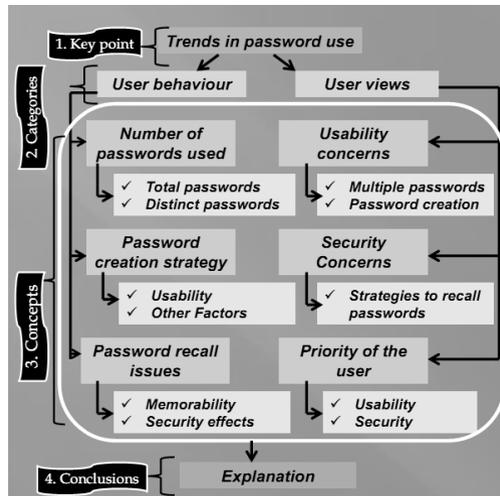 1. Key point
Trends in password use
2. Categories
User behaviour
User views
3. Concepts
Number of
passwords used
✓ Total passwords
✓ Distinct passwords
Usability
concerns
✓ Multiple passwords
✓ Password creation
Password
creation strategy
✓ Usability
✓ Other Factors
Security
Concerns
✓ Strategies to recall
passwords
Password recall
issues
✓ Memorability
✓ Security effects
Priority of the
user
✓ Usability
✓ Security
4. Conclusions
Explanation